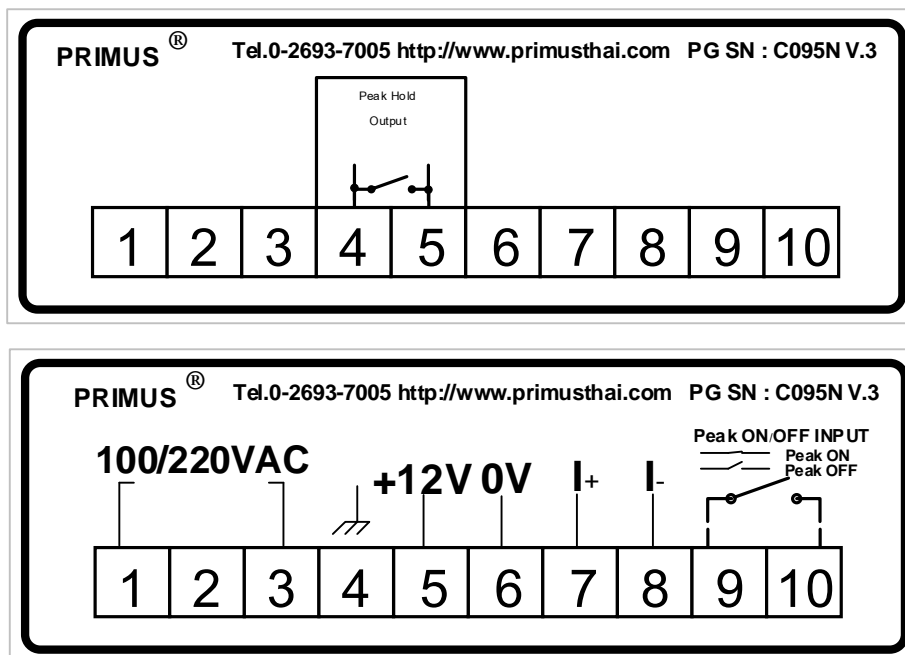 PRIMUS ® Tel.0-2693-7005 http://www.primusthai.com PG SN : C095N V.3
Peak Hold
Output
1 2 3 4 5 6 7 8 9 10
PRIMUS ® Tel.0-2693-7005 http://www.primusthai.com PG SN : C095N V.3
Peak ON/OFF INPUT
Peak ON
Peak OFF
100/220VAC
+12V 0V I+ I-
1 2 3 4 5 6 7 8 9 10